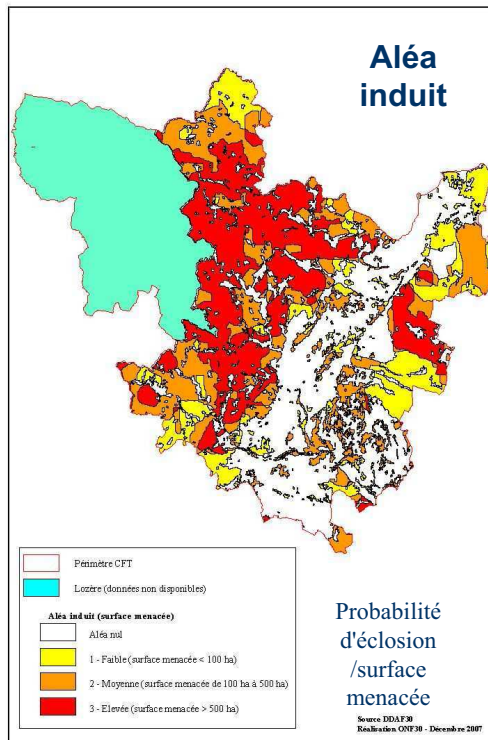 Aléa
induit
Périmètre CFT
Lozère (données non disponibles)
Aléa induit (surface menacée)
Aléa nul
1 - Faible (surface menacée < 100 ha)
2 - Moyenne (surface menacée de 100 ha à 500 ha)
3 - Elevée (surface menacée > 500 ha)
Probabilité
d'éclosion
/surface
menacée
Source DDAF30
Réalisation ONF30 - Décembre 2007